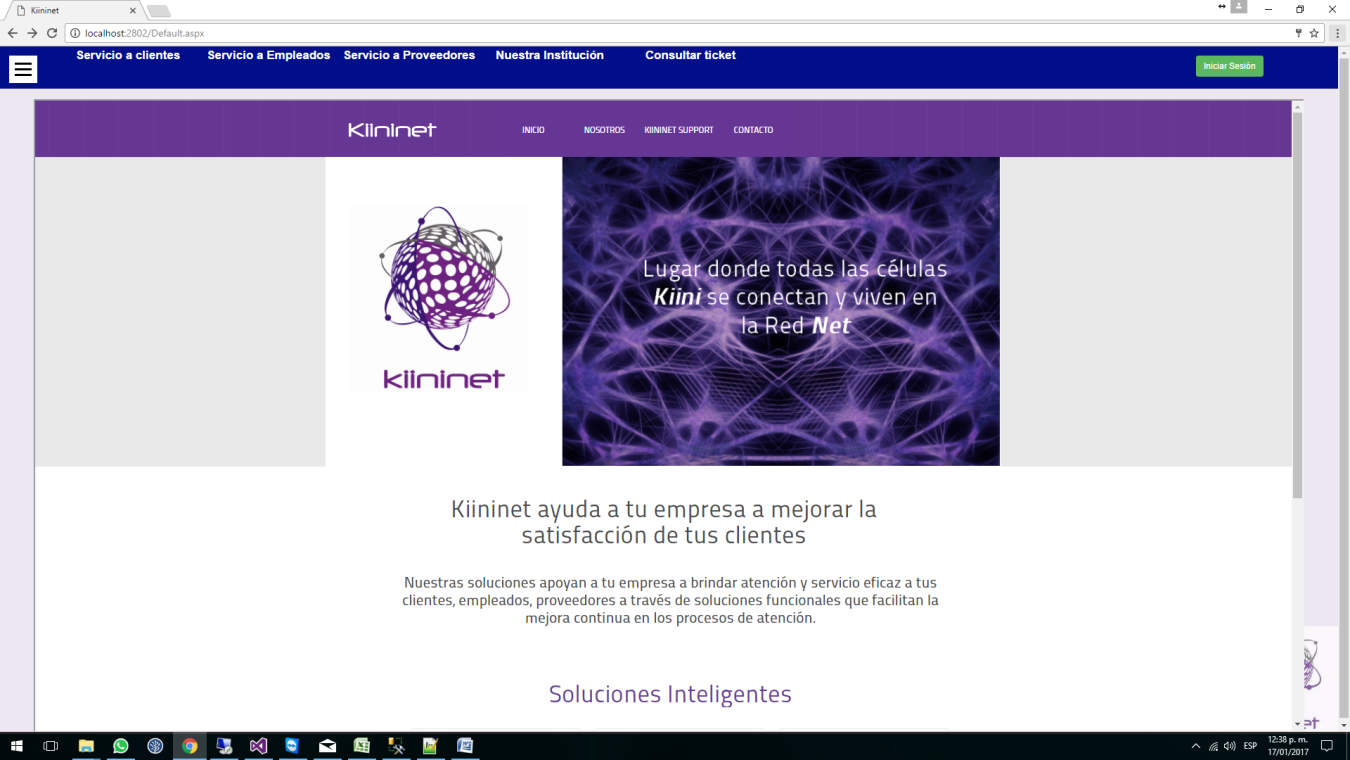 Kiininet
localhost:2802/Default.aspx
Servicio a clientes Servicio a Empleados Servicio a Proveedores Nuestra Institución Consultar ticket
Iniciar Sesión
Kiininet INICIO NOSOTROS KIININET SUPPORT CONTACTO
kiininet
Lugar donde todas las células
Kiini se conectan y viven en
la Red Net
Kiininet ayuda a tu empresa a mejorar la
satisfacción de tus clientes
Nuestras soluciones apoyan a tu empresa a brindar atención y servicio eficaz a tus
clientes, empleados, proveedores a través de soluciones funcionales que facilitan la
mejora continua en los procesos de atención.
Soluciones Inteligentes
et
ESP
12:38 p. m.
17/01/2017